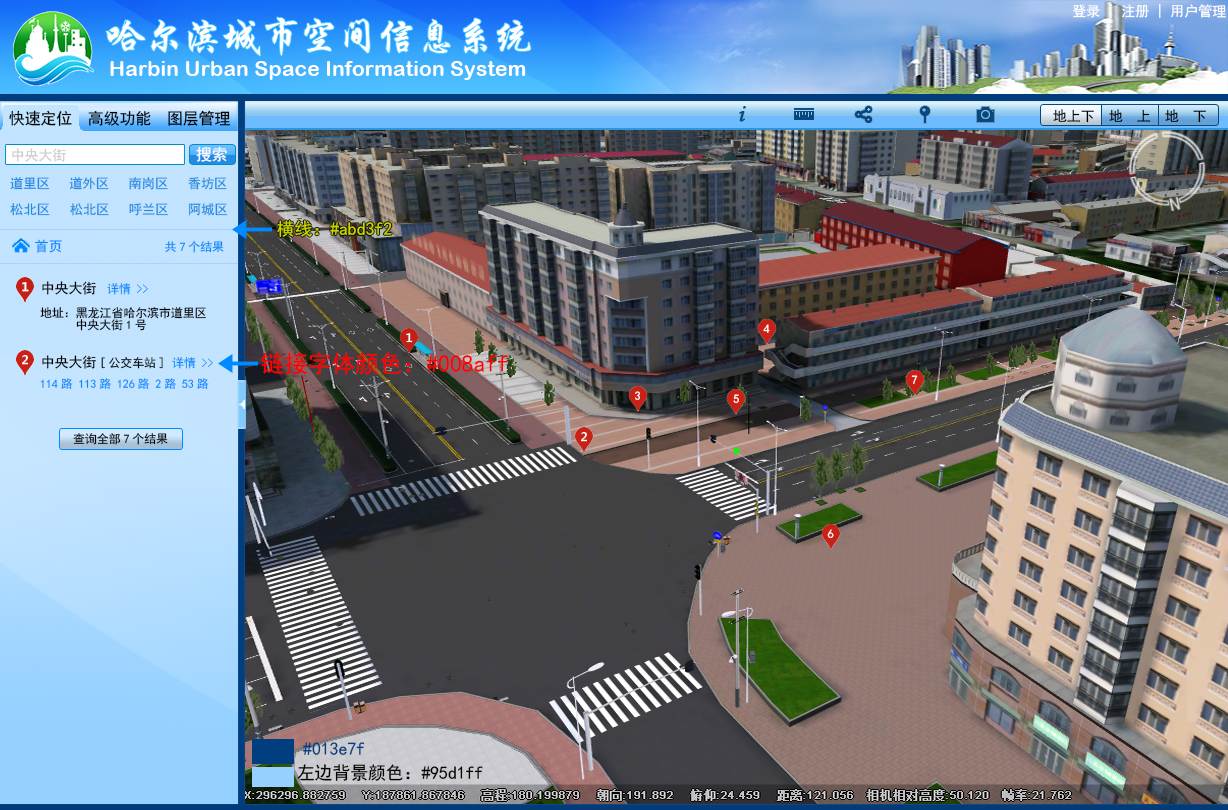 登录 | 注册 | 用户管理
哈尔滨城市空间信息系统
Harbin Urban Space Information System
快速定位 高级功能 图层管理
i
地上下 地 上 地 下
中央大街 搜索
道里区 道外区 南岗区 香坊区
松北区 松北区 呼兰区 阿城区
横线：#abd3f2
首页 共 7 个结果
N
1 中央大街 详情 >>
地址：黑龙江省哈尔滨市道里区
中央大街 1 号
2 中央大街 [ 公交车站 ] 详情 >>
114 路 113 路 126 路 2 路 53 路
链接字体颜色：#008aff
查询全部 7 个结果
1
4
7
3
5
2
6
#013e7f
左边背景颜色：#95d1ff
X:296296.882759 Y:187861.867846 高程:180.199879 朝向:191.892 俯仰:24.459 距离:121.056 相机相对高度:50.120 帧率:21.762